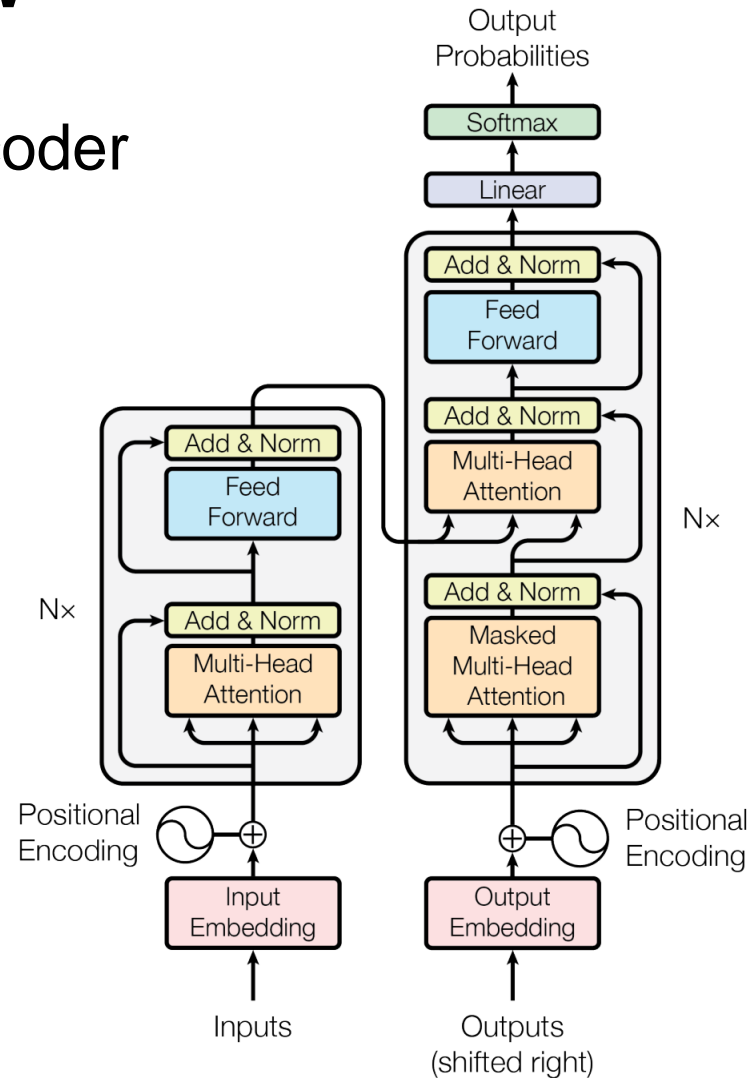 oder
Output
Probabilities
Softmax
Linear
Add & Norm
Feed
Forward
Add & Norm
Multi-Head
Attention
Add & Norm
Masked
Multi-Head
Attention
N×
Add & Norm
Feed
Forward
Add & Norm
Multi-Head
Attention
N×
Positional
Encoding
Positional
Encoding
Input
Embedding
Output
Embedding
Inputs
Outputs
(shifted right)